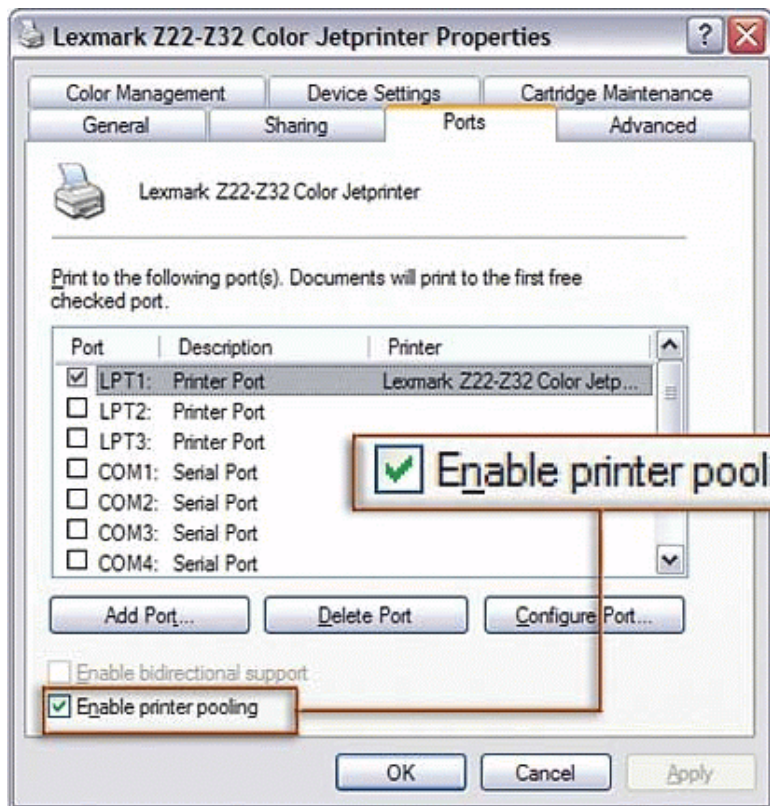 Lexmark Z22-Z32 Color Jetprinter Properties
Color Management Device Settings Cartridge Maintenance
General Sharing Ports Advanced
Lexmark Z22-Z32 Color Jetprinter
Print to the following port(s). Documents will print to the first free
checked port.
Port Description Printer
LPT1: Printer Port Lexmark Z22-Z32 Color Jetp...
LPT2: Printer Port
LPT3: Printer Port
COM1: Serial Port
COM2: Serial Port
COM3: Serial Port
COM4: Serial Port
Enable printer pool
Add Port... Delete Port Configure Port...
Enable bidirectional support
Enable printer pooling
OK Cancel Apply